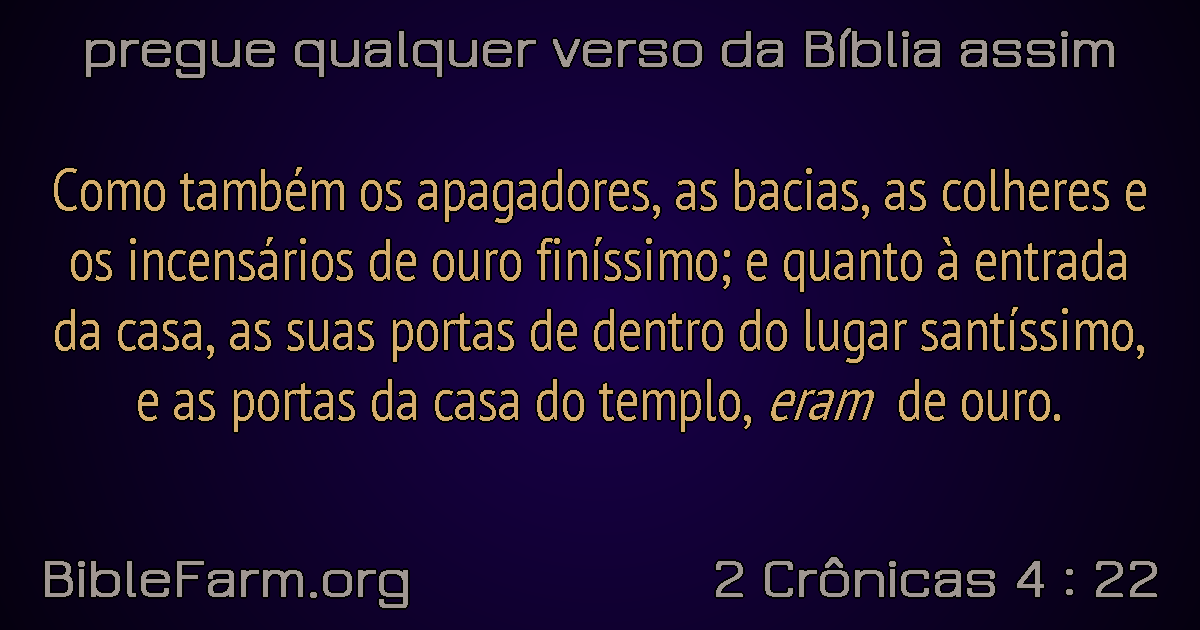 pregue qualquer verso da Bíblia assim
Como também os apagadores, as bacias, as colheres e
os incensários de ouro finíssimo; e quanto à entrada
da casa, as suas portas de dentro do lugar santíssimo,
e as portas da casa do templo, eram de ouro.
BibleFarm.org
2 Crônicas 4 : 22